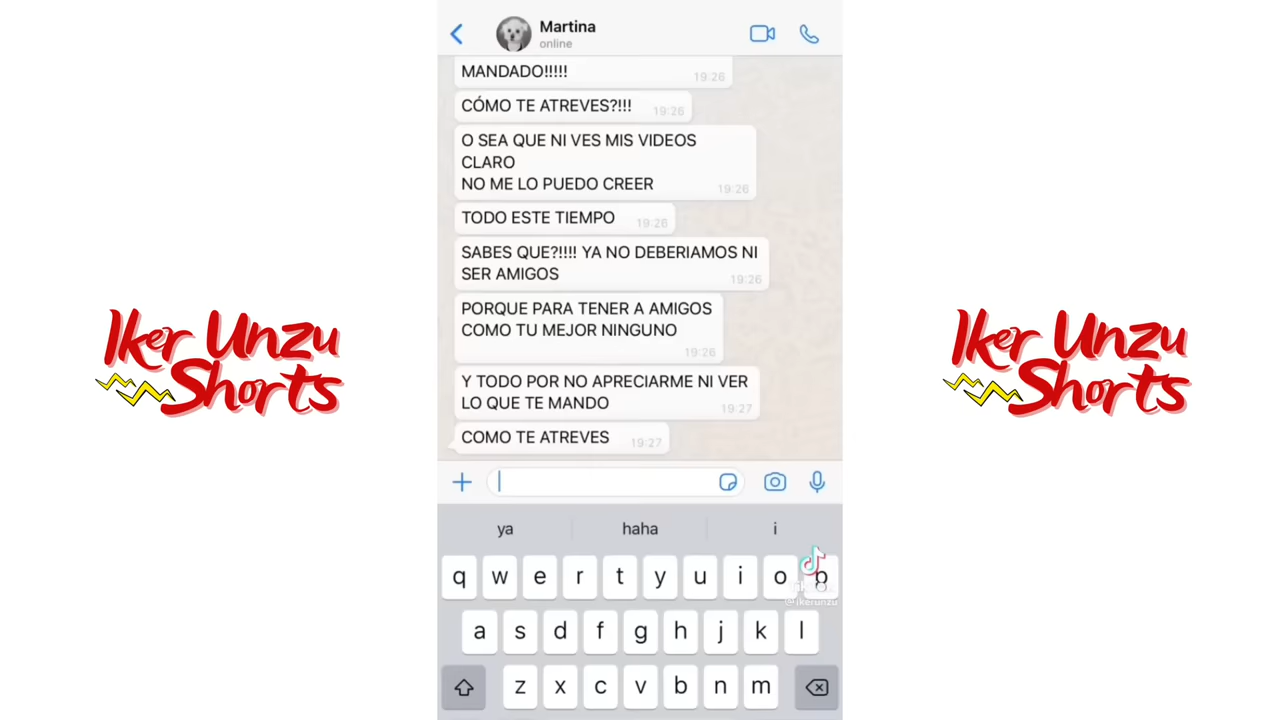 Martina
online
MANDADO!!!!!
19:26
CÓMO TE ATREVES?!!!
19:26
O SEA QUE NI VES MIS VIDEOS
CLARO
NO ME LO PUEDO CREER
19:26
TODO ESTE TIEMPO
19:26
SABES QUE?!!!! YA NO DEBERIAMOS NI
SER AMIGOS
19:26
PORQUE PARA TENER A AMIGOS
COMO TU MEJOR NINGUNO
19:26
Y TODO POR NO APRECIARME NI VER
LO QUE TE MANDO
19:27
COMO TE ATREVES
19:27
Iker Unzu
Shorts
Iker Unzu
Shorts
ya haha i
q w e r t y u i o p
@ikerunzu
a s d f g h j k l
z x c v b n m